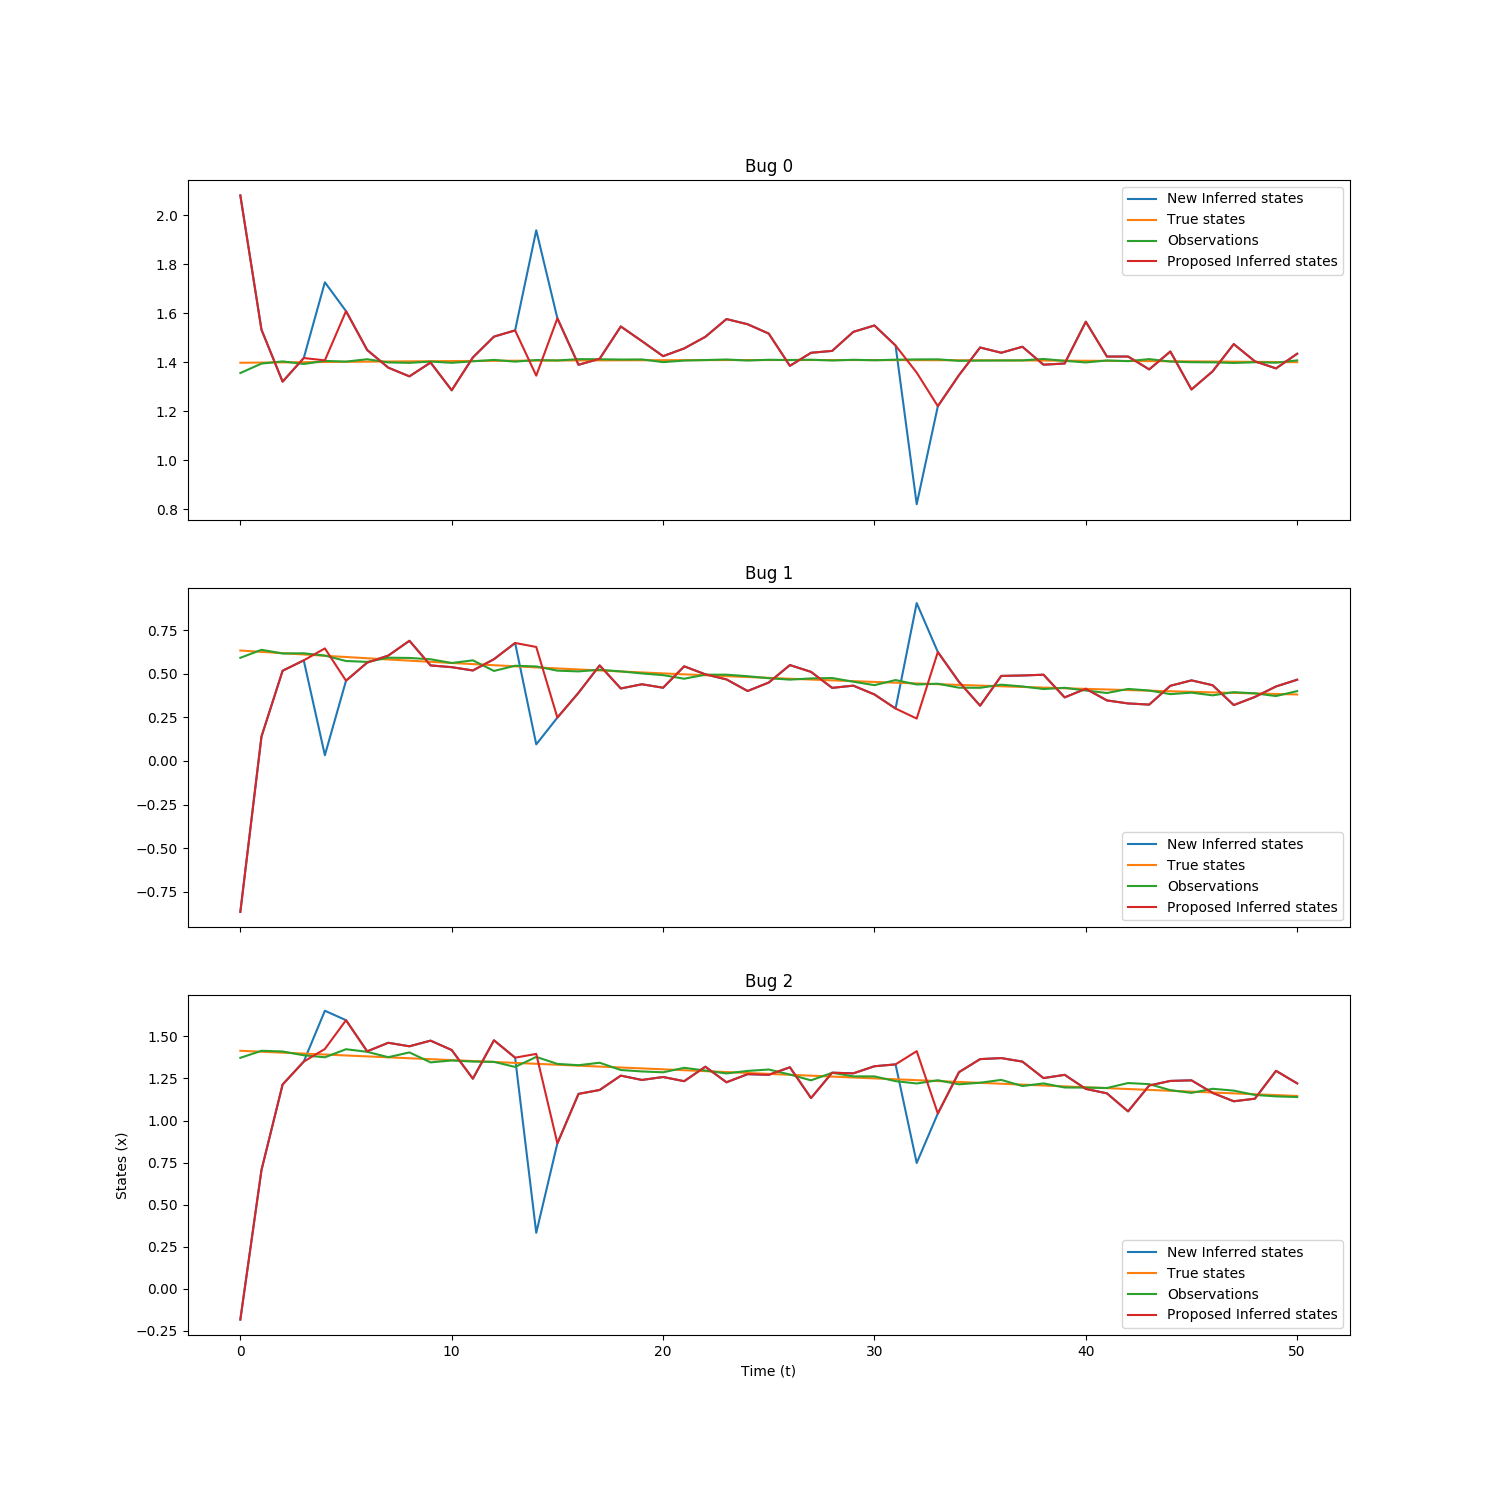 Bug 0
2.0
1.8
1.6
1.4
1.2
1.0
0.8
New Inferred states
True states
Observations
Proposed Inferred states
Bug 1
0.75
0.50
0.25
0.00
−0.25
−0.50
−0.75
New Inferred states
True states
Observations
Proposed Inferred states
Bug 2
States (x)
1.50
1.25
1.00
0.75
0.50
0.25
0.00
−0.25
New Inferred states
True states
Observations
Proposed Inferred states
0 10 20 30 40 50
Time (t)